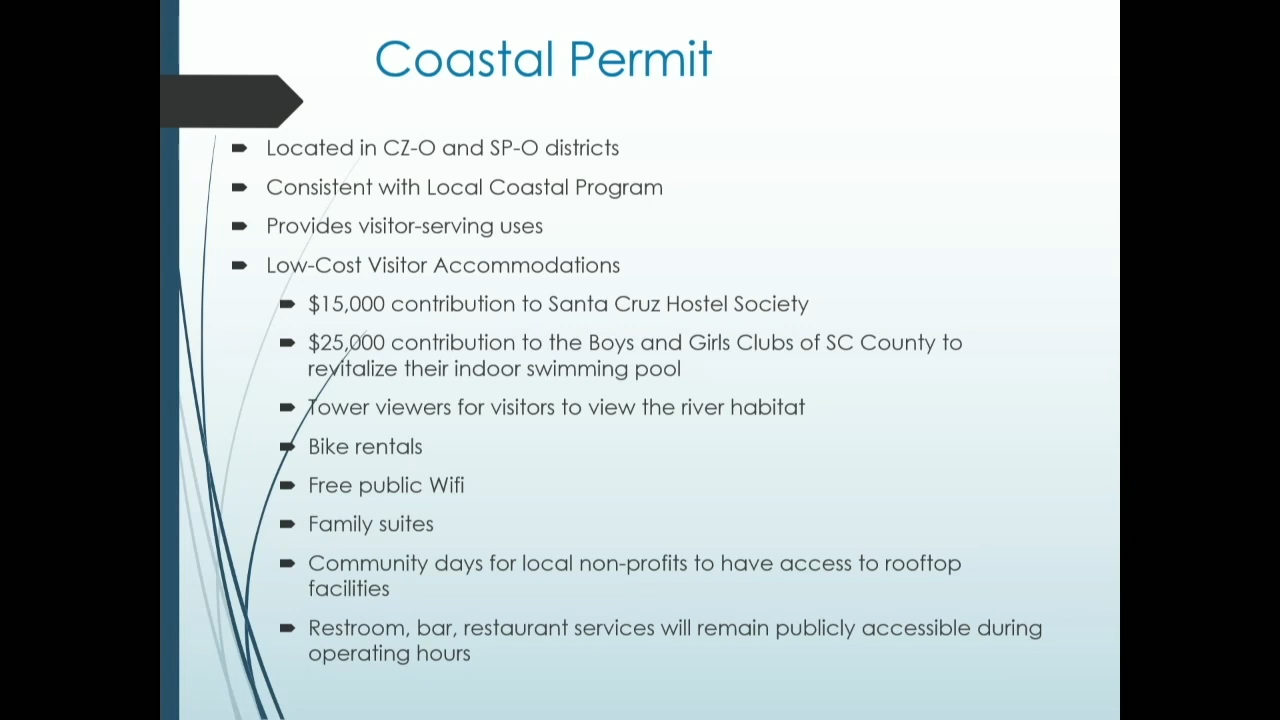 Coastal Permit
Located in CZ-O and SP-O districts
Consistent with Local Coastal Program
Provides visitor-serving uses
Low-Cost Visitor Accommodations
$15,000 contribution to Santa Cruz Hostel Society
$25,000 contribution to the Boys and Girls Clubs of SC County to
revitalize their indoor swimming pool
Tower viewers for visitors to view the river habitat
Bike rentals
Free public Wifi
Family suites
Community days for local non-profits to have access to rooftop
facilities
Restroom, bar, restaurant services will remain publicly accessible during
operating hours